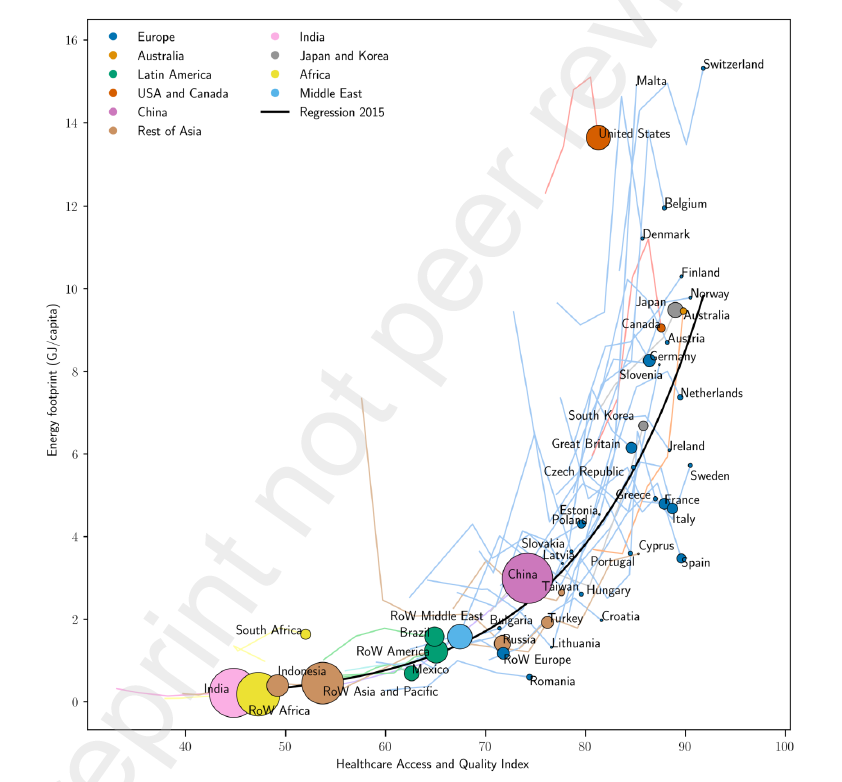 Europe
Australia
Latin America
USA and Canada
China
Rest of Asia
India
Japan and Korea
Africa
Middle East
Regression 2015
16
14
12
10
8
6
4
2
0
Energy footprint (GJ/capita)
Switzerland
Malta
United States
Belgium
Denmark
Finland
Norway
Japan
Australia
Canada
Austria
Germany
Slovenia
Netherlands
South Korea
Great Britain
Ireland
Czech Republic
Sweden
Greece
France
Estonia,
Poland
Italy
Slovakia
Latvia
Cyprus
Portugal
Spain
China
Taiwan
Hungary
RoW Middle East
Bulgaria
Turkey
Croatia
South Africa
Brazil
Russia
Lithuania
RoW America
RoW Europe
Mexico
Indonesia
Romania
India
RoW Asia and Pacific
RoW Africa
40
50
60
70
80
90
100
Healthcare Access and Quality Index
eprint not peer revi